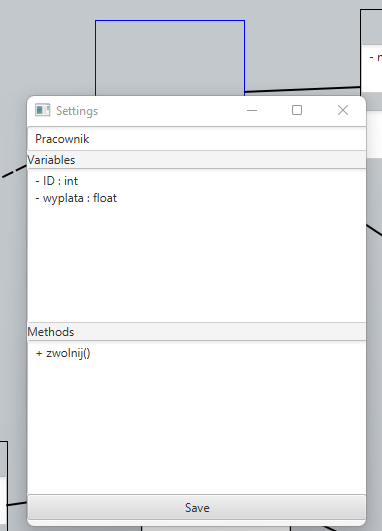 - n
Settings
Pracownik
Variables
- ID : int
- wyplata : float
Methods
+ zwolnij()
Save